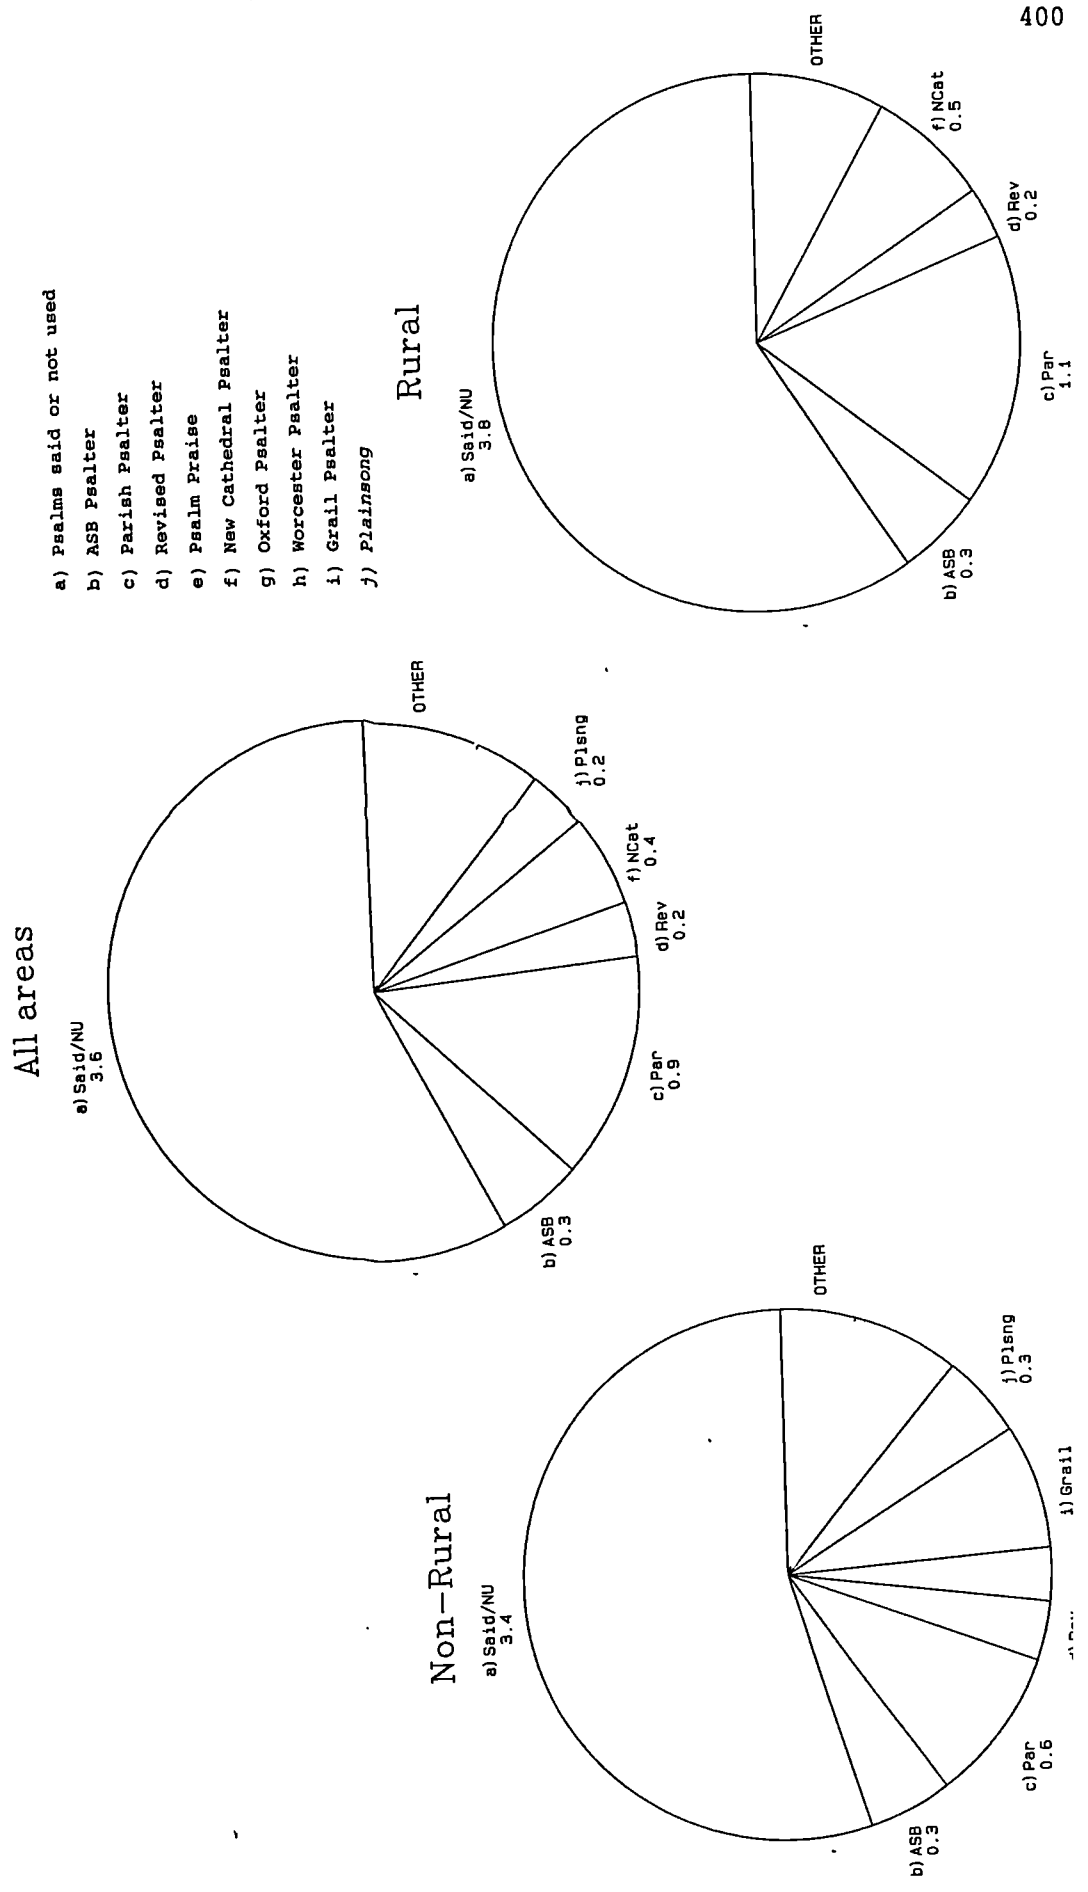 400
All areas
a) Said/NU
3.6
b) ASB
0.3
c) Par
0.9
d) Rev
0.2
f) NCat
0.4
j) Plsng
0.2
OTHER
a) Psalms said or not used
b) ASB Psalter
c) Parish Psalter
d) Revised Psalter
e) Psalm Praise
f) New Cathedral Psalter
g) Oxford Psalter
h) Worcester Psalter
i) Grail Psalter
j) Plainsong
Non-Rural
a) Said/NU
3.4
b) ASB
0.3
c) Par
0.6
i) Grail
j) Plsng
0.3
OTHER
Rural
a) Said/NU
3.8
b) ASB
0.3
c) Par
1.1
d) Rev
0.2
f) NCat
0.5
OTHER